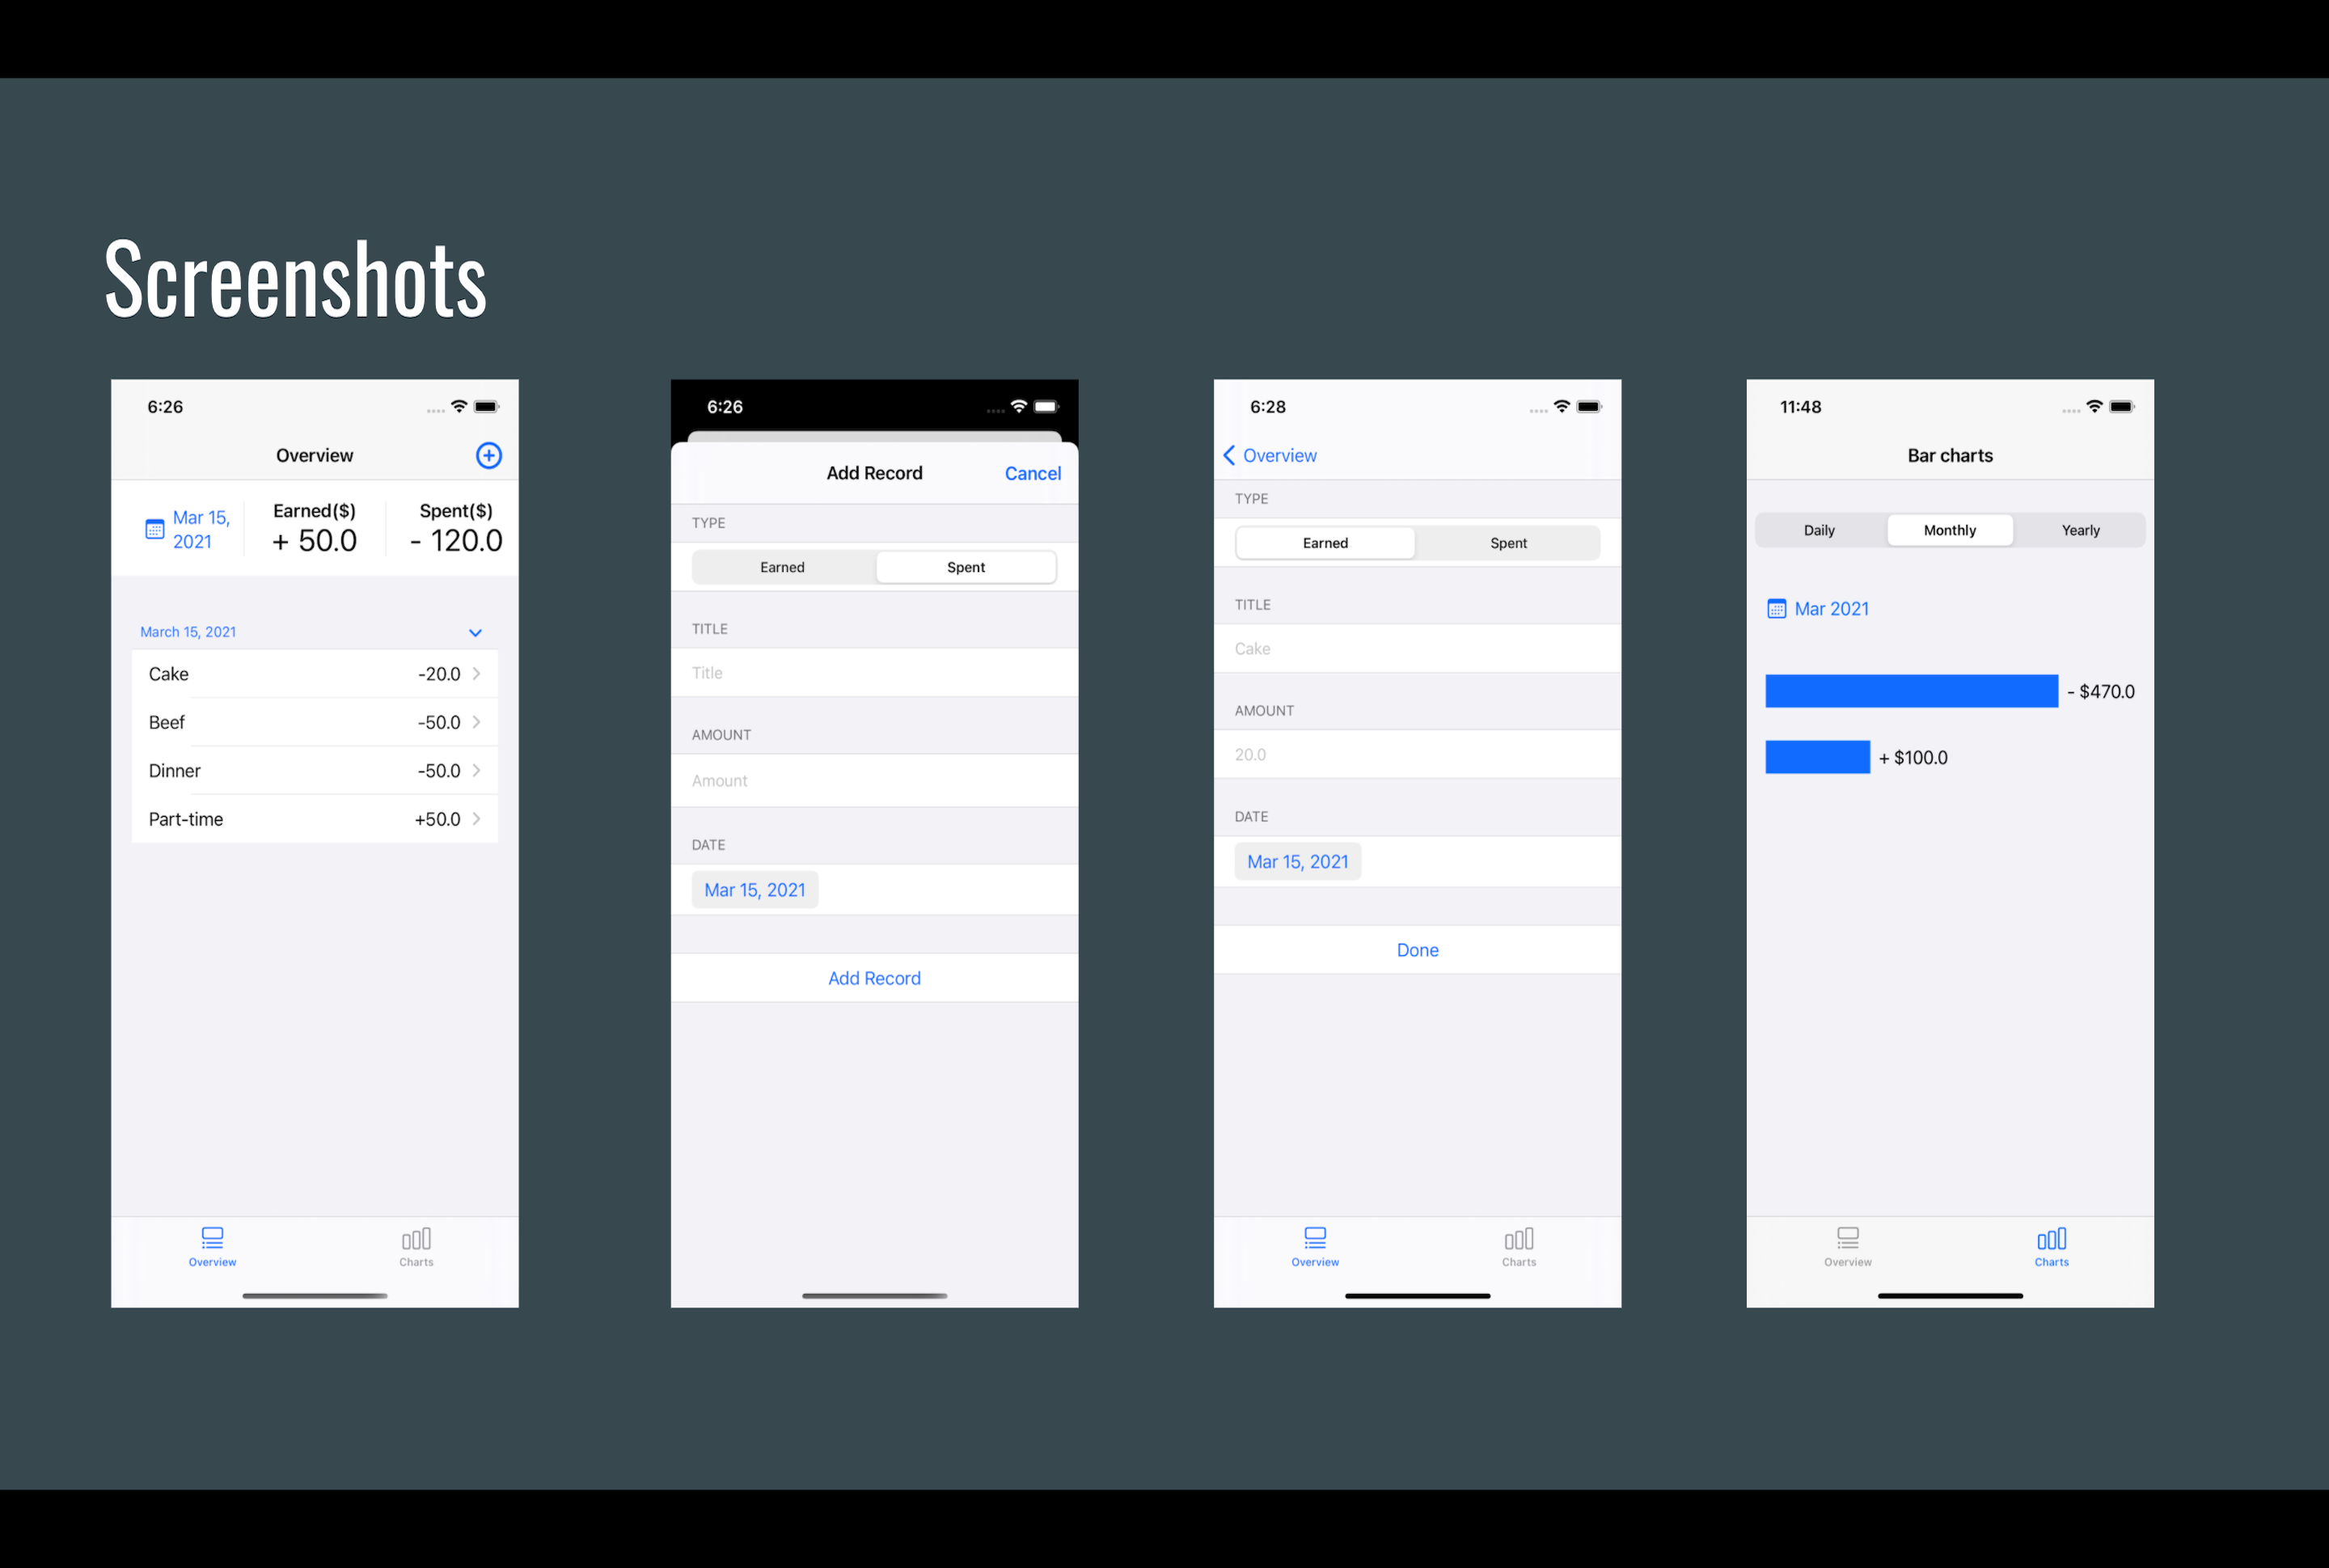 Screenshots
6:26
Overview
Mar 15,
2021
Earned($)
+ 50.0
Spent($)
- 120.0
March 15, 2021
Cake -20.0
Beef -50.0
Dinner -50.0
Part-time +50.0
Overview Charts
6:26
Add Record Cancel
TYPE
Earned Spent
TITLE
Title
AMOUNT
Amount
DATE
Mar 15, 2021
Add Record
6:28
Overview
TYPE
Earned Spent
TITLE
Cake
AMOUNT
20.0
DATE
Mar 15, 2021
Done
Overview Charts
11:48
Bar charts
Daily Monthly Yearly
Mar 2021
- $470.0
+ $100.0
Overview Charts